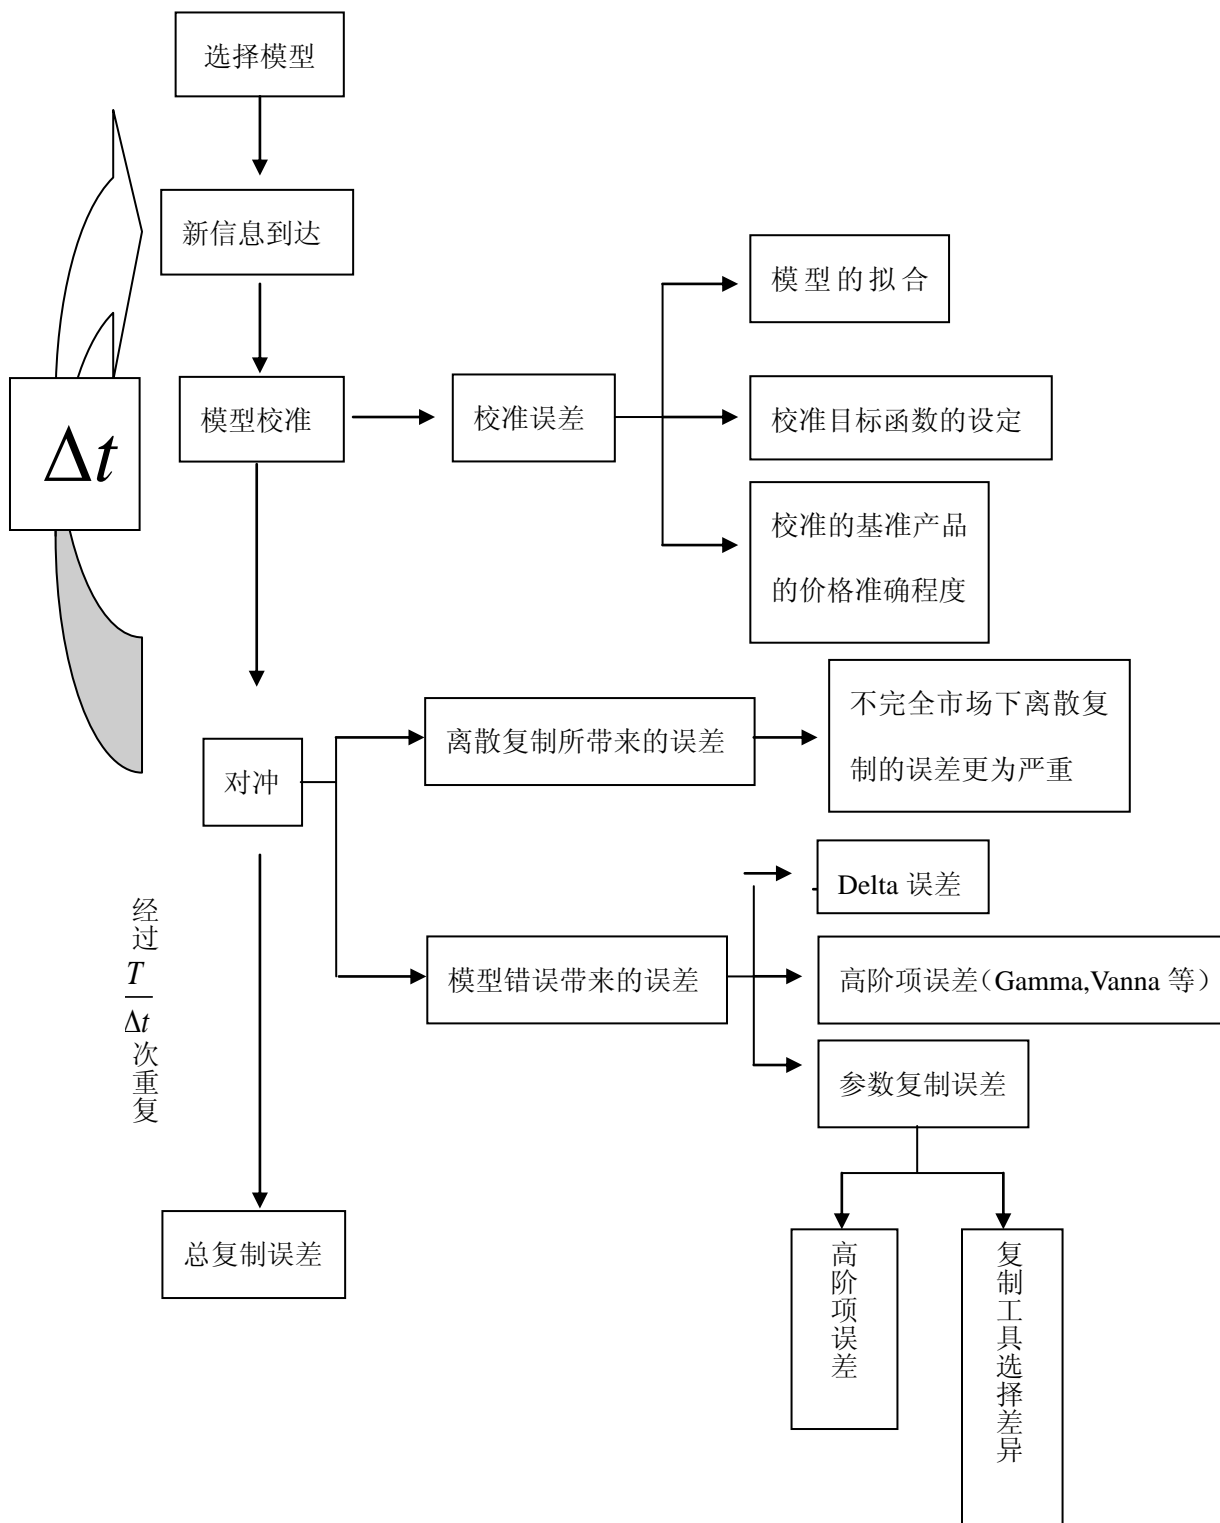 选择模型
新信息到达
模型的拟合
模型校准
校准误差
校准目标函数的设定
Δt
校准的基准产品
的价格准确程度
不完全市场下离散复
制的误差更为严重
离散复制所带来的误差
对冲
Delta 误差
经过
T
Δt
次重复
模型错误带来的误差
高阶项误差（Gamma,Vanna 等）
参数复制误差
总复制误差
高阶项误差
复制工具选择差异